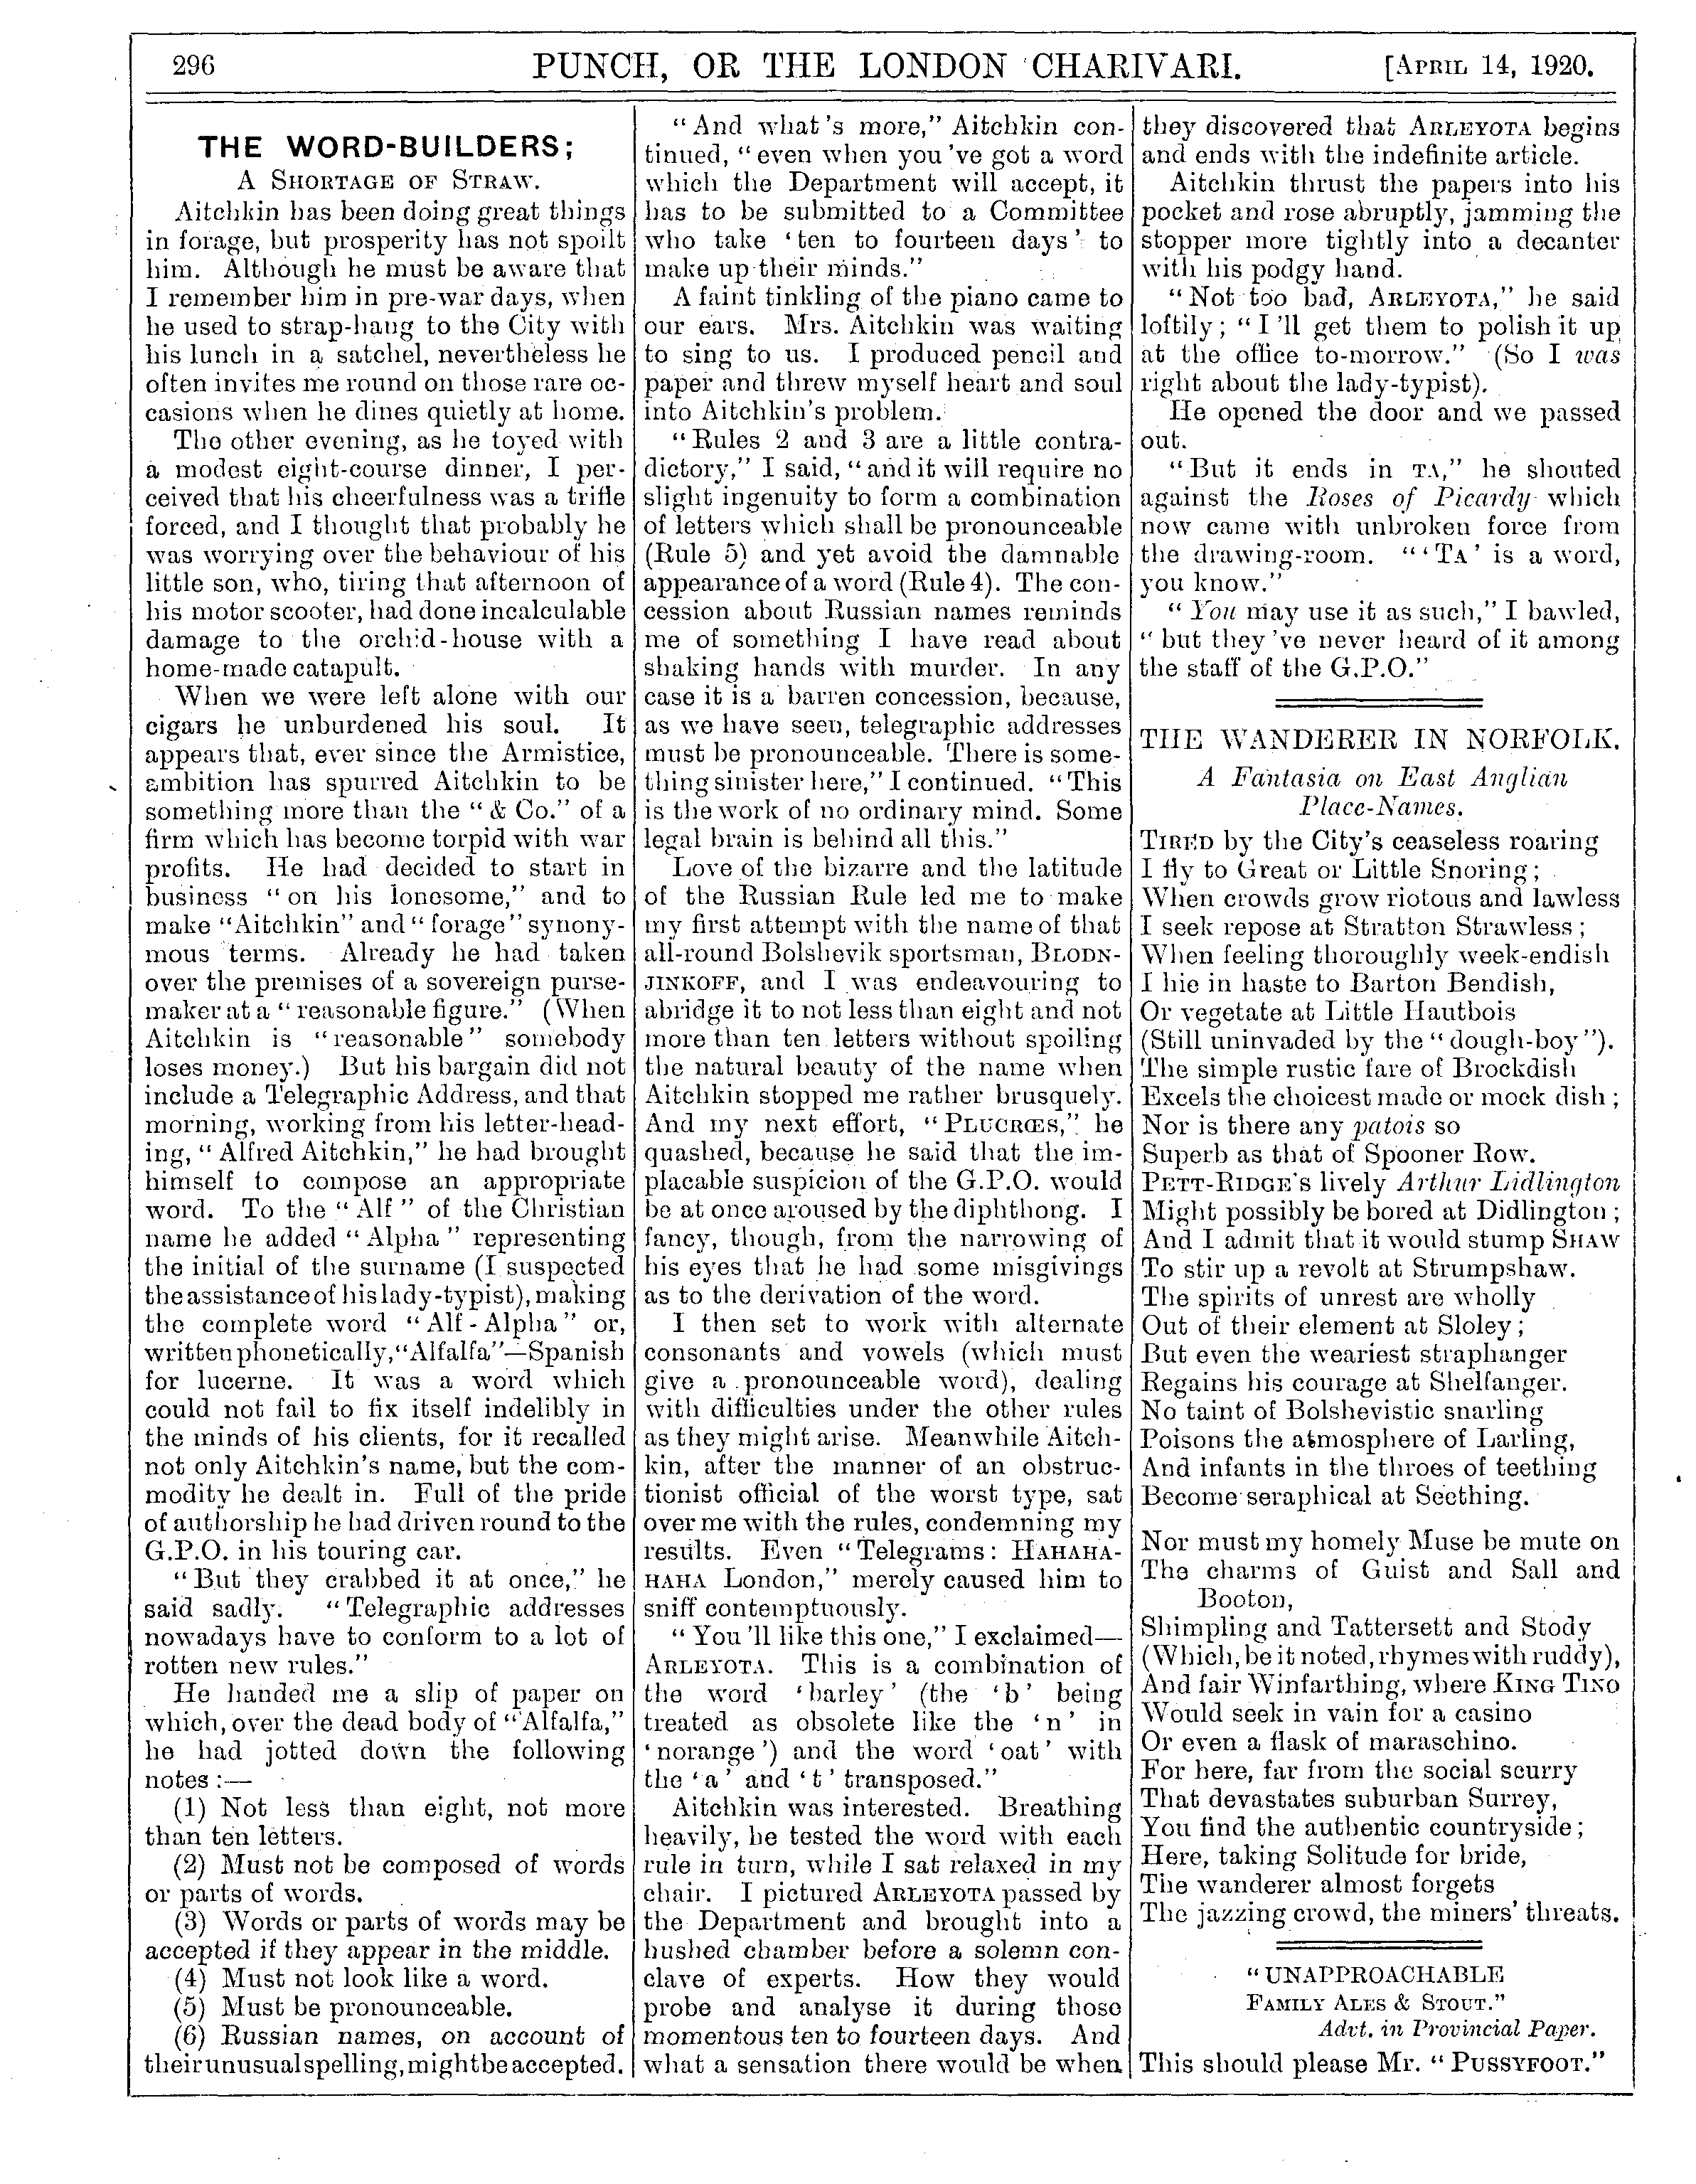 296
PUNCH, OR THE LONDON CHARIVARI.
[APRIL 14, 1920.
THE WORD-BUILDERS;
A SHORTAGE OF STRAW.
Aitchkin has been doing great things
in forage, but prosperity has not spoilt
him. Although he must be aware that
I remember him in pre-war days, when
he used to strap-hang to the City with
his lunch in a satchel, nevertheless he
often invites me round on those rare oc-
casions when he dines quietly at home.
The other evening, as he toyed with
a modest eight-course dinner, I per-
ceived that his cheerfulness was a trifle
forced, and I thought that probably he
was worrying over the behaviour of his
little son, who, tiring that afternoon of
his motor scooter, had done incalculable
damage to the orchid-house with a
home-made catapult.
When we were left alone with our
cigars he unburdened his soul. It
appears that, ever since the Armistice,
ambition has spurred Aitchkin to be
something more than the "& Co." of a
firm which has become torpid with war
profits. He had decided to start in
business "on his lonesome," and to
make "Aitchkin" and "forage" synony-
mous terms. Already he had taken
over the premises of a sovereign purse-
maker at a "reasonable figure." (When
Aitchkin is "reasonable" somebody
loses money.) But his bargain did not
include a Telegraphic Address, and that
morning, working from his letter-head-
ing, "Alfred Aitchkin," he had brought
himself to compose an appropriate
word. To the "Alf" of the Christian
name he added "Alpha" representing
the initial of the surname (I suspected
the assistance of his lady-typist), making
the complete word "Alf-Alpha" or,
written phonetically, "Alfalfa"—Spanish
for lucerne. It was a word which
could not fail to fix itself indelibly in
the minds of his clients, for it recalled
not only Aitchkin's name, but the com-
modity he dealt in. Full of the pride
of authorship he had driven round to the
G.P.O. in his touring car.
"But they crabbed it at once," he
said sadly. "Telegraphic addresses
nowadays have to conform to a lot of
rotten new rules."
He handed me a slip of paper on
which, over the dead body of "Alfalfa,"
he had jotted down the following
notes:—
(1) Not less than eight, not more
than ten letters.
(2) Must not be composed of words
or parts of words.
(3) Words or parts of words may be
accepted if they appear in the middle.
(4) Must not look like a word.
(5) Must be pronounceable.
(6) Russian names, on account of
their unusual spelling, might be accepted.
"And what's more," Aitchkin con-
tinued, "even when you've got a word
which the Department will accept, it
has to be submitted to a Committee
who take 'ten to fourteen days' to
make up their minds."
A faint tinkling of the piano came to
our ears. Mrs. Aitchkin was waiting
to sing to us. I produced pencil and
paper and threw myself heart and soul
into Aitchkin's problem.
"Rules 2 and 3 are a little contra-
dictory," I said, "and it will require no
slight ingenuity to form a combination
of letters which shall be pronounceable
(Rule 5) and yet avoid the damnable
appearance of a word (Rule 4). The con-
cession about Russian names reminds
me of something I have read about
shaking hands with murder. In any
case it is a barren concession, because,
as we have seen, telegraphic addresses
must be pronounceable. There is some-
thing sinister here," I continued. "This
is the work of no ordinary mind. Some
legal brain is behind all this."
Love of the bizarre and the latitude
of the Russian Rule led me to make
my first attempt with the name of that
all-round Bolshevik sportsman, BLODN-
JINKOFF, and I was endeavouring to
abridge it to not less than eight and not
more than ten letters without spoiling
the natural beauty of the name when
Aitchkin stopped me rather brusquely.
And my next effort, "PLUCRŒS," he
quashed, because he said that the im-
placable suspicion of the G.P.O. would
be at once aroused by the diphthong. I
fancy, though, from the narrowing of
his eyes that he had some misgivings
as to the derivation of the word.
I then set to work with alternate
consonants and vowels (which must
give a pronounceable word), dealing
with difficulties under the other rules
as they might arise. Meanwhile Aitch-
kin, after the manner of an obstruc-
tionist official of the worst type, sat
over me with the rules, condemning my
results. Even "Telegrams: HAHAHA-
HAHA London," merely caused him to
sniff contemptuously.
"You'll like this one," I exclaimed—
ARLEYOTA. This is a combination of
the word 'barley' (the 'b' being
treated as obsolete like the 'n' in
'norange') and the word 'oat' with
the 'a' and 't' transposed."
Aitchkin was interested. Breathing
heavily, he tested the word with each
rule in turn, while I sat relaxed in my
chair. I pictured ARLEYOTA passed by
the Department and brought into a
hushed chamber before a solemn con-
clave of experts. How they would
probe and analyse it during those
momentous ten to fourteen days. And
what a sensation there would be when
they discovered that ARLEYOTA begins
and ends with the indefinite article.
Aitchkin thrust the papers into his
pocket and rose abruptly, jamming the
stopper more tightly into a decanter
with his podgy hand.
"Not too bad, ARLEYOTA," he said
loftily; "I'll get them to polish it up
at the office to-morrow." (So I was
right about the lady-typist).
He opened the door and we passed
out.
"But it ends in TA," he shouted
against the Roses of Picardy which
now came with unbroken force from
the drawing-room. "'TA' is a word,
you know."
"You may use it as such," I bawled,
"but they've never heard of it among
the staff of the G.P.O."
THE WANDERER IN NORFOLK.
A Fantasia on East Anglian
Place-Names.
TIRED by the City's ceaseless roaring
I fly to Great or Little Snoring;
When crowds grow riotous and lawless
I seek repose at Stratton Strawless;
When feeling thoroughly week-endish
I hie in haste to Barton Bendish,
Or vegetate at Little Hautbois
(Still uninvaded by the "dough-boy").
The simple rustic fare of Brockdish
Excels the choicest made or mock dish;
Nor is there any patois so
Superb as that of Spooner Row.
PETT-RIDGE'S lively Arthur Lidlington
Might possibly be bored at Didlington;
And I admit that it would stump SHAW
To stir up a revolt at Strumpshaw.
The spirits of unrest are wholly
Out of their element at Sloley;
But even the weariest straphanger
Regains his courage at Shelfanger.
No taint of Bolshevistic snarling
Poisons the atmosphere of Larling,
And infants in the throes of teething
Become seraphical at Seething.
Nor must my homely Muse be mute on
The charms of Guist and Sall and
Booton,
Shimpling and Tattersett and Stody
(Which, be it noted, rhymes with ruddy),
And fair Winfarthing, where KING TINO
Would seek in vain for a casino
Or even a flask of maraschino.
For here, far from the social scurry
That devastates suburban Surrey,
You find the authentic countryside;
Here, taking Solitude for bride,
The wanderer almost forgets
The jazzing crowd, the miners' threats.
"UNAPPROACHABLE
FAMILY ALES & STOUT."
Advt. in Provincial Paper.
This should please Mr. "PUSSYFOOT."